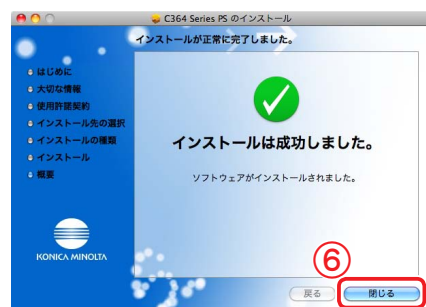 C364 Series PS のインストール
インストールが正常に完了しました。
はじめに
大切な情報
使用許諾契約
インストール先の選択
インストールの種類
インストール
概要
インストールは成功しました。
ソフトウェアがインストールされました。
KONICA MINOLTA
⑥
戻る
閉じる